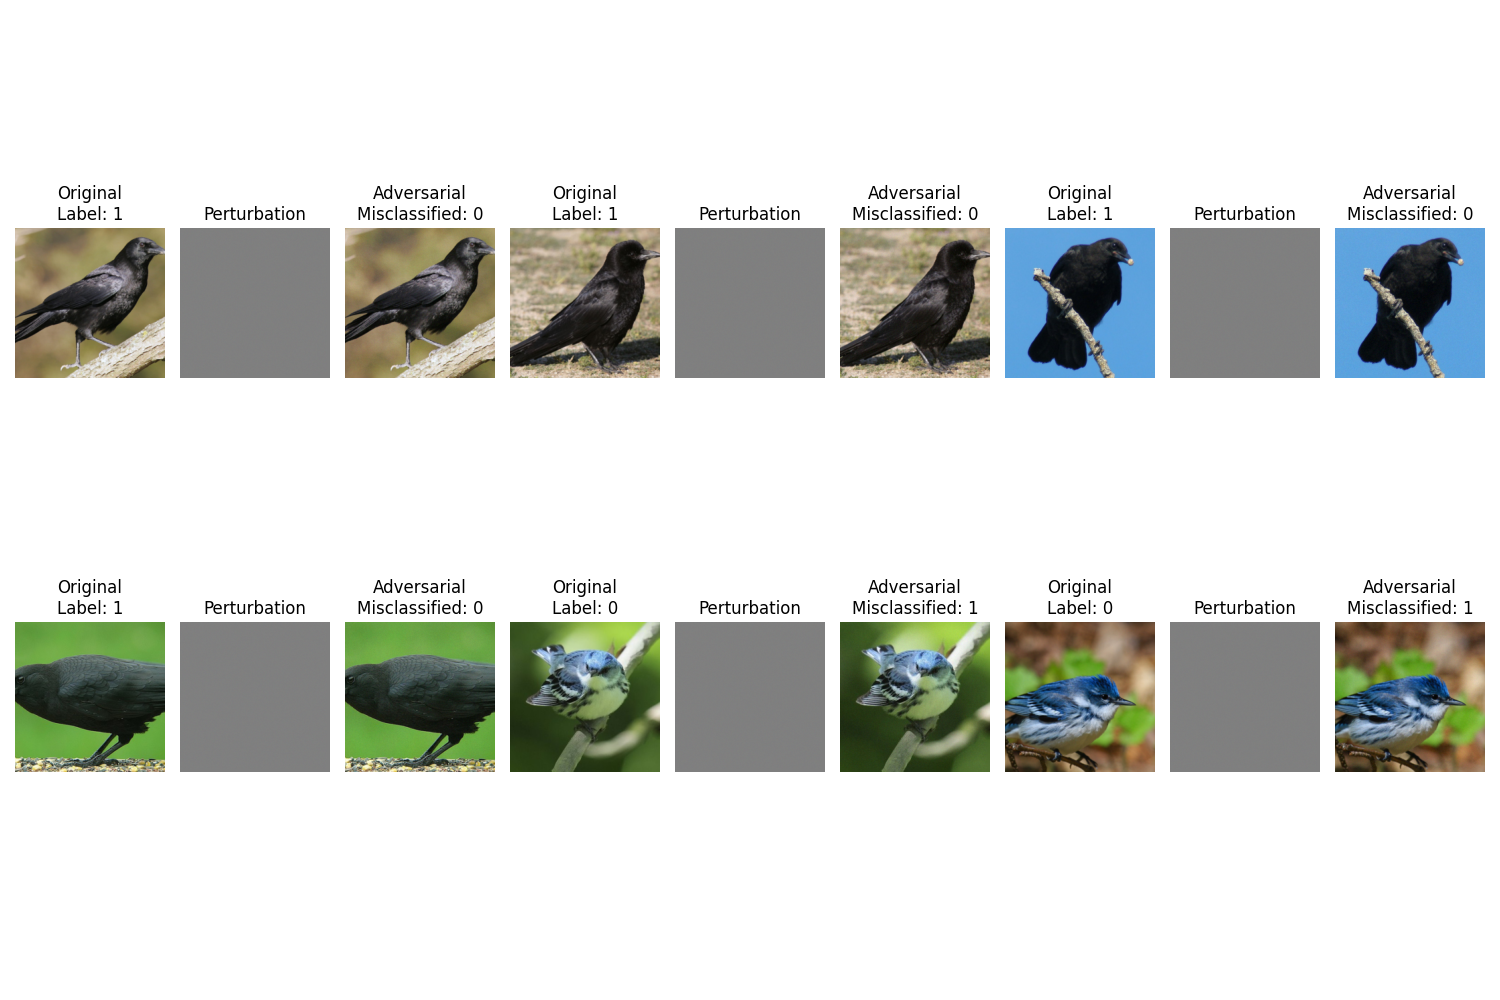 Original
Label: 1
Perturbation
Adversarial
Misclassified: 0
Original
Label: 1
Perturbation
Adversarial
Misclassified: 0
Original
Label: 1
Perturbation
Adversarial
Misclassified: 0
Original
Label: 1
Perturbation
Adversarial
Misclassified: 0
Original
Label: 0
Perturbation
Adversarial
Misclassified: 1
Original
Label: 0
Perturbation
Adversarial
Misclassified: 1